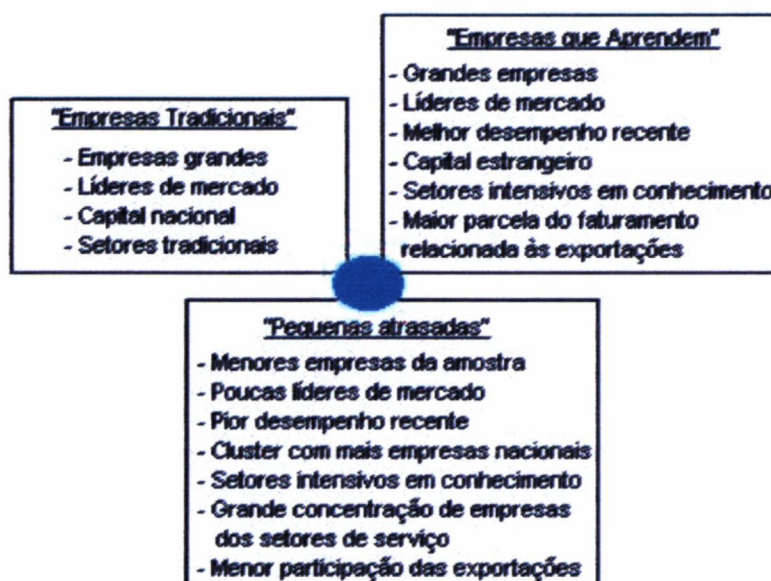 "Empresas que Aprendem"
- Grandes empresas
- Líderes de mercado
- Melhor desempenho recente
- Capital estrangeiro
- Setores intensivos em conhecimento
- Maior parcela do faturamento
relacionada às exportações
"Empresas Tradicionais"
- Empresas grandes
- Líderes de mercado
- Capital nacional
- Setores tradicionais
"Pequenas atrasadas"
- Menores empresas da amostra
- Poucas líderes de mercado
- Pior desempenho recente
- Cluster com mais empresas nacionais
- Setores intensivos em conhecimento
- Grande concentração de empresas
dos setores de serviço
- Menor participação das exportações